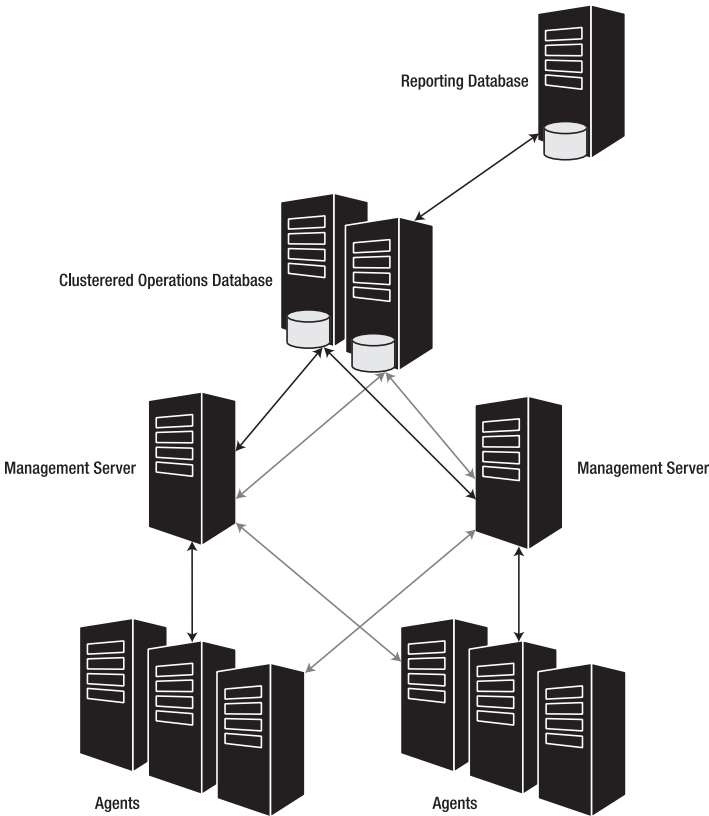 Reporting Database
Clusterered Operations Database
Management Server
Management Server
Agents
Agents